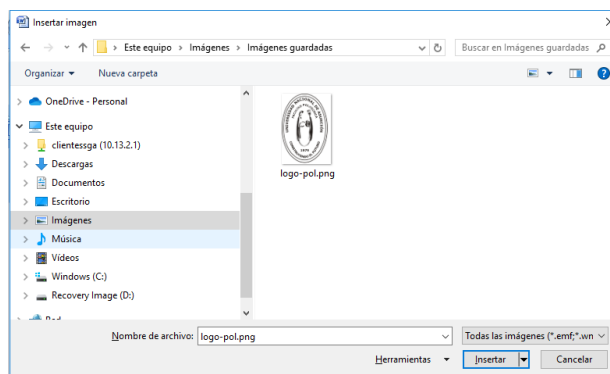 Insertar imagen
Este equipo > Imágenes > Imágenes guardadas
Buscar en Imágenes guardadas
Organizar
Nueva carpeta
OneDrive - Personal
Este equipo
clientessga (10.13.2.1)
Descargas
Documentos
Escritorio
Imágenes
Música
Vídeos
Windows (C:)
Recovery Image (D:)
logo-pol.png
Nombre de archivo: logo-pol.png
Todas las imágenes (*.emf;*.wn
Herramientas
Insertar
Cancelar